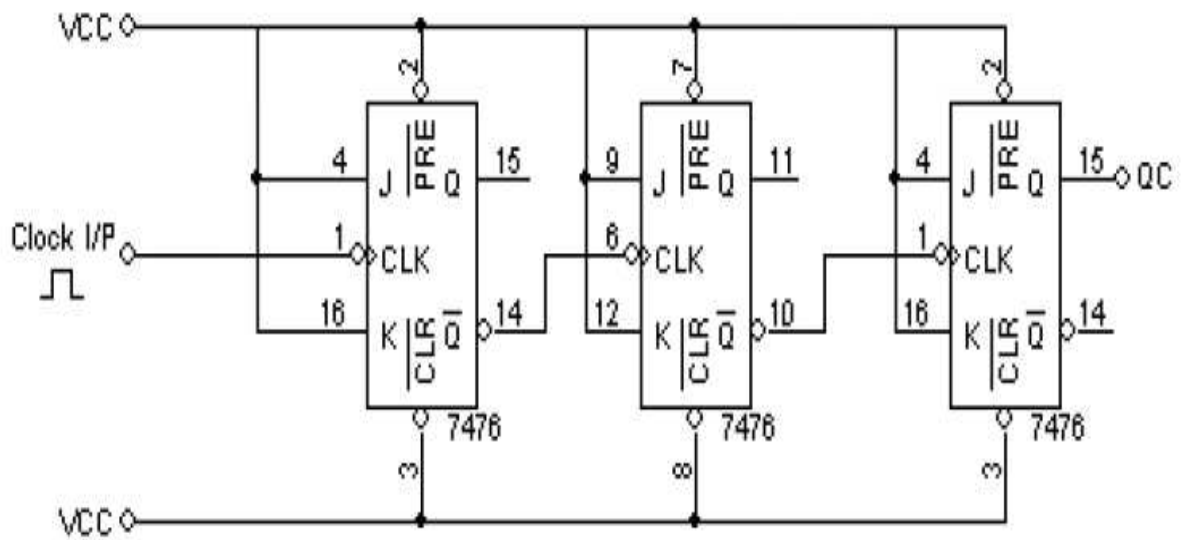 VCC
2 7 2
4 J PRE Q 15 9 J PRE Q 11 4 J PRE Q 15 QC
Clock I/P 1 CLK 6 CLK 1 CLK
16 K CLR Q̅ 14 12 K CLR Q̅ 10 16 K CLR Q̅ 14
7476 7476 7476
3 8 3
VCC